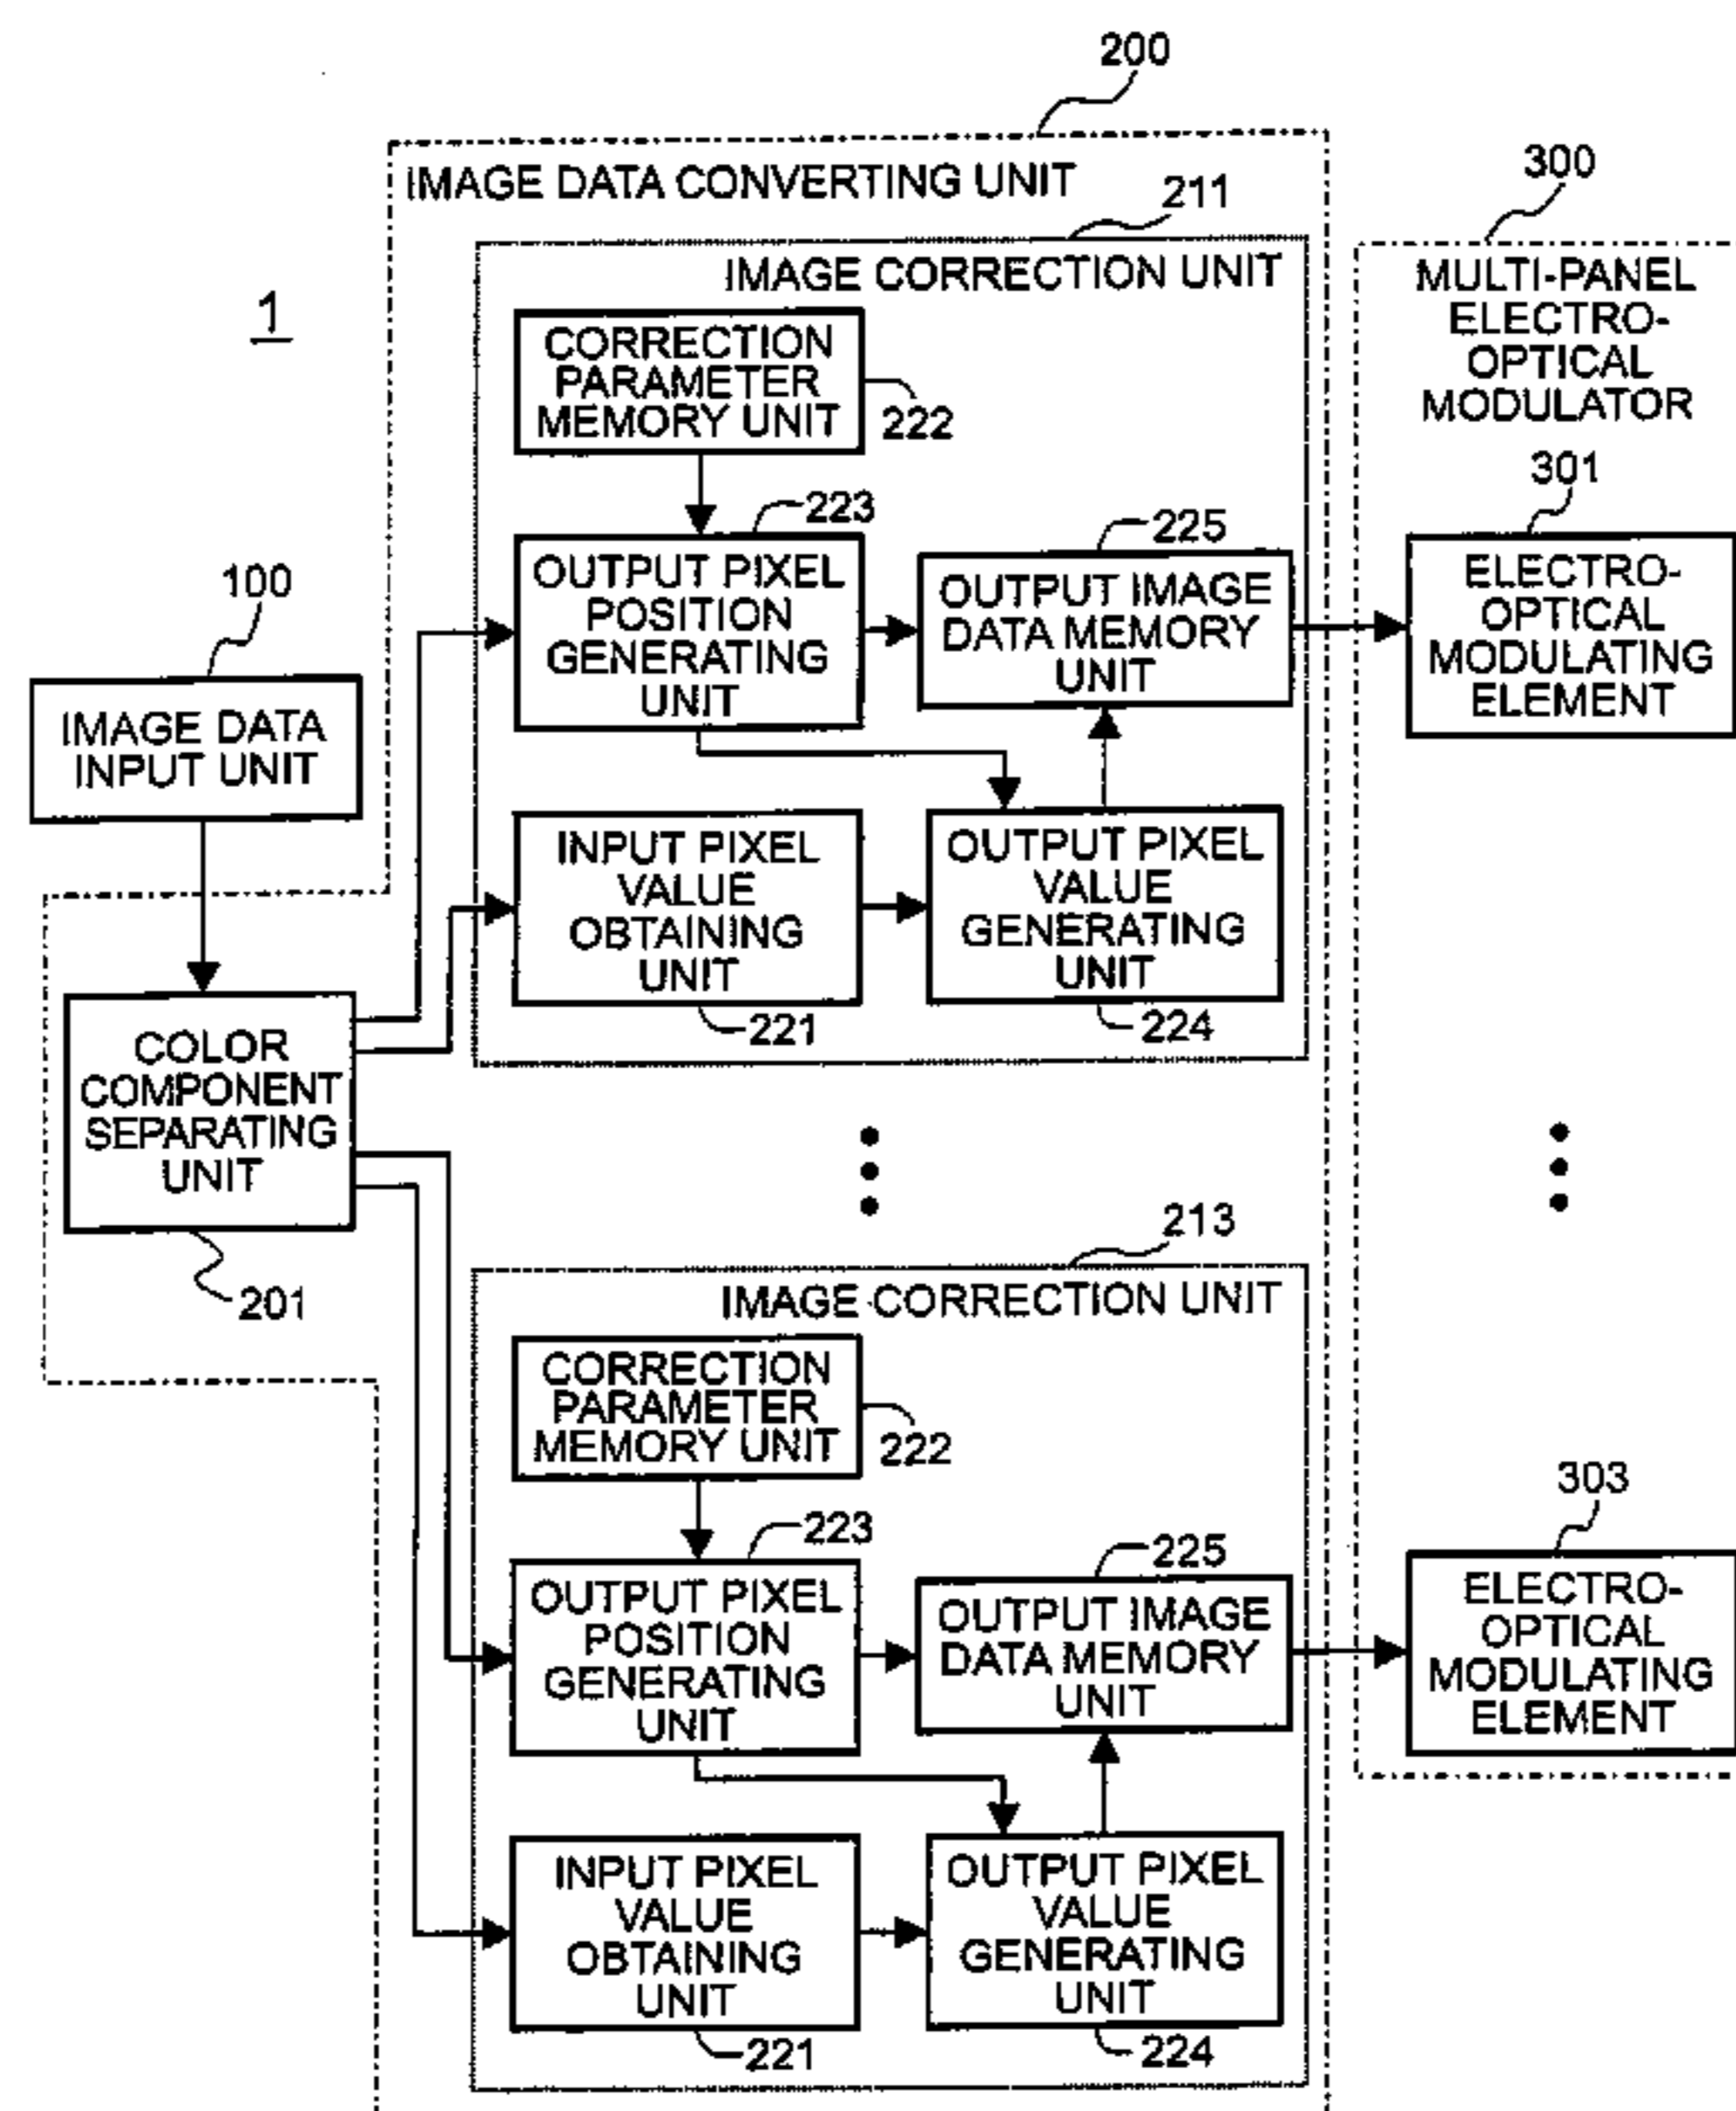 200
IMAGE DATA CONVERTING UNIT
211
300
IMAGE CORRECTION UNIT
MULTI-PANEL
ELECTRO-
OPTICAL
MODULATOR
1
CORRECTION
PARAMETER
MEMORY UNIT
222
301
223
225
OUTPUT PIXEL
POSITION
GENERATING
UNIT
OUTPUT IMAGE
DATA MEMORY
UNIT
ELECTRO-
OPTICAL
MODULATING
ELEMENT
100
IMAGE DATA
INPUT UNIT
INPUT PIXEL
VALUE
OBTAINING
UNIT
OUTPUT PIXEL
VALUE
GENERATING
UNIT
221
224
COLOR
COMPONENT
SEPARATING
UNIT
201
213
IMAGE CORRECTION UNIT
CORRECTION
PARAMETER
MEMORY UNIT
222
303
223
225
OUTPUT PIXEL
POSITION
GENERATING
UNIT
OUTPUT IMAGE
DATA MEMORY
UNIT
ELECTRO-
OPTICAL
MODULATING
ELEMENT
INPUT PIXEL
VALUE
OBTAINING
UNIT
OUTPUT PIXEL
VALUE
GENERATING
UNIT
221
224